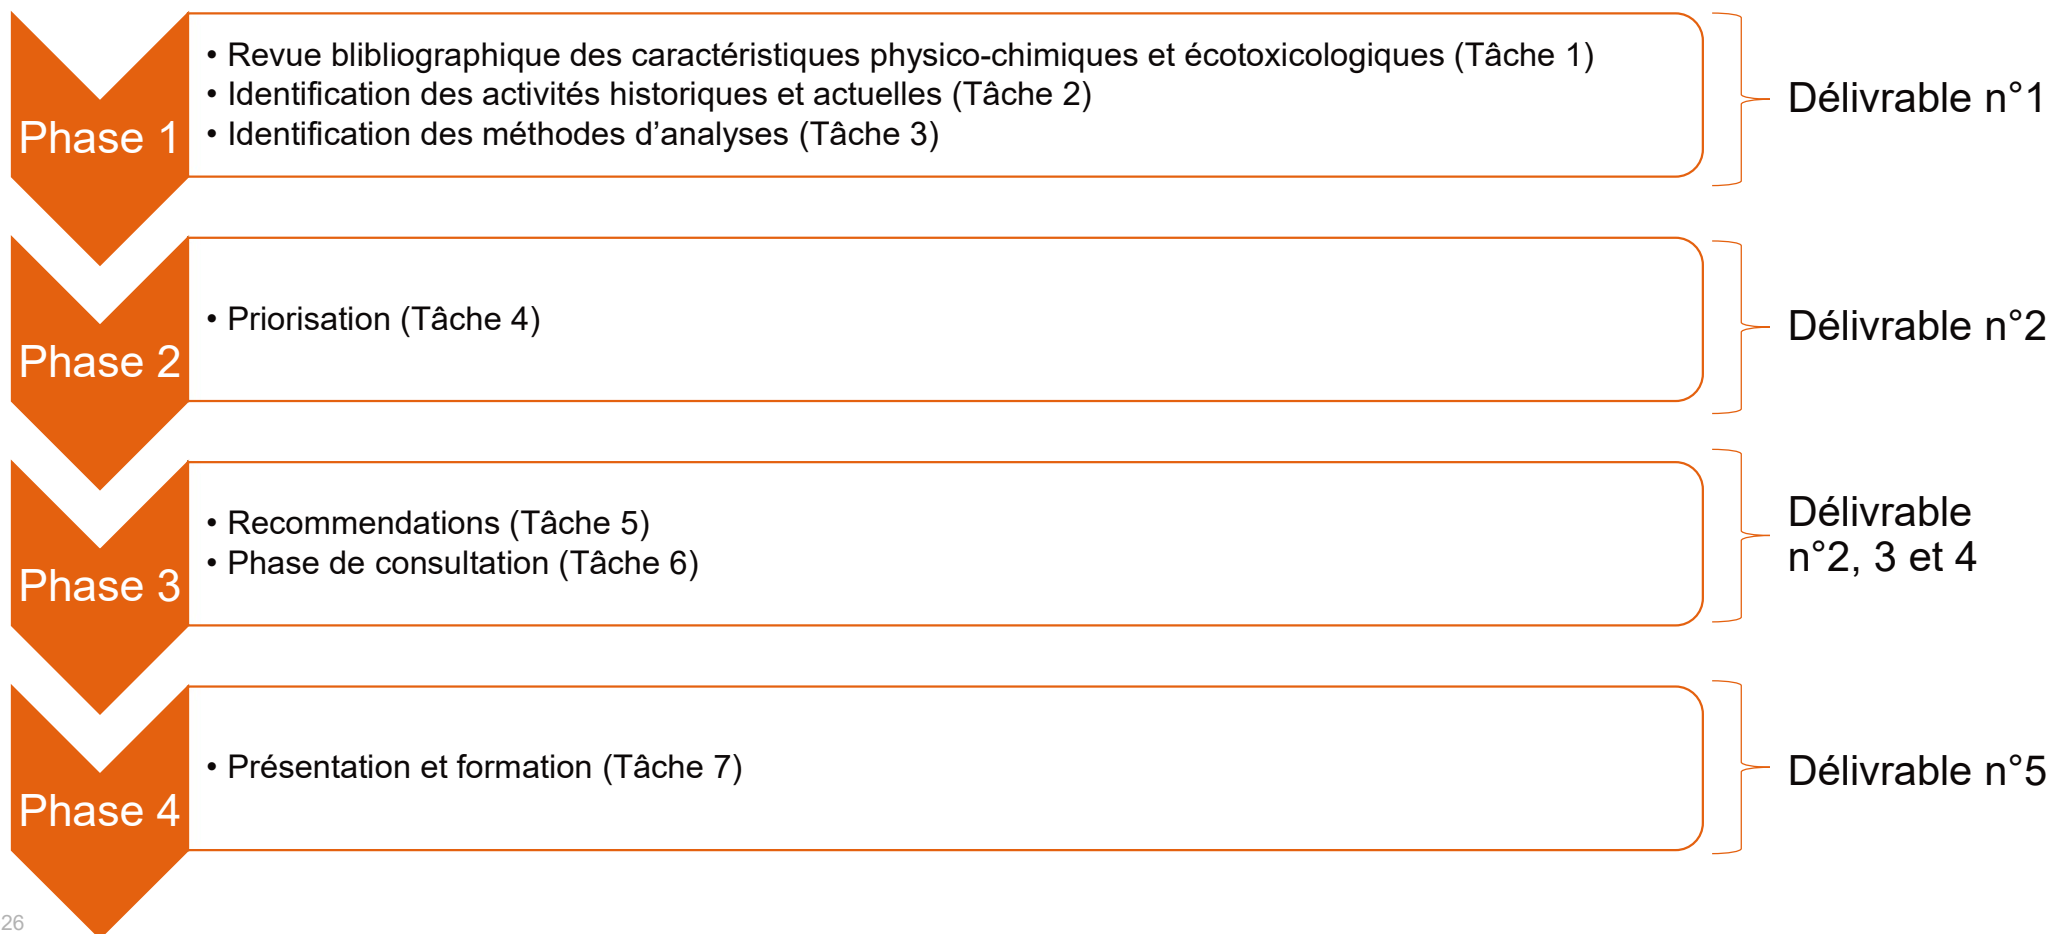 Phase 1
• Revue blibliographique des caractéristiques physico-chimiques et écotoxicologiques (Tâche 1)
• Identification des activités historiques et actuelles (Tâche 2)
• Identification des méthodes d’analyses (Tâche 3)
Délivrable n°1
Phase 2
• Priorisation (Tâche 4)
Délivrable n°2
Phase 3
• Recommendations (Tâche 5)
• Phase de consultation (Tâche 6)
Délivrable
n°2, 3 et 4
Phase 4
• Présentation et formation (Tâche 7)
Délivrable n°5
26